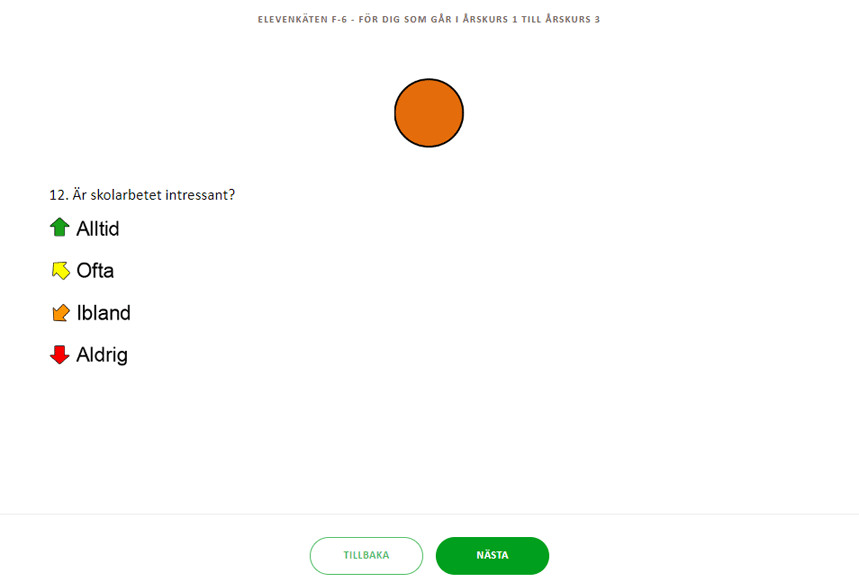 ELEVENKÄTEN F-6 - FÖR DIG SOM GÅR I ÅRSKURS 1 TILL ÅRSKURS 3
12. Är skolarbetet intressant?
Alltid
Ofta
Ibland
Aldrig
TILLBAKA
NÄSTA